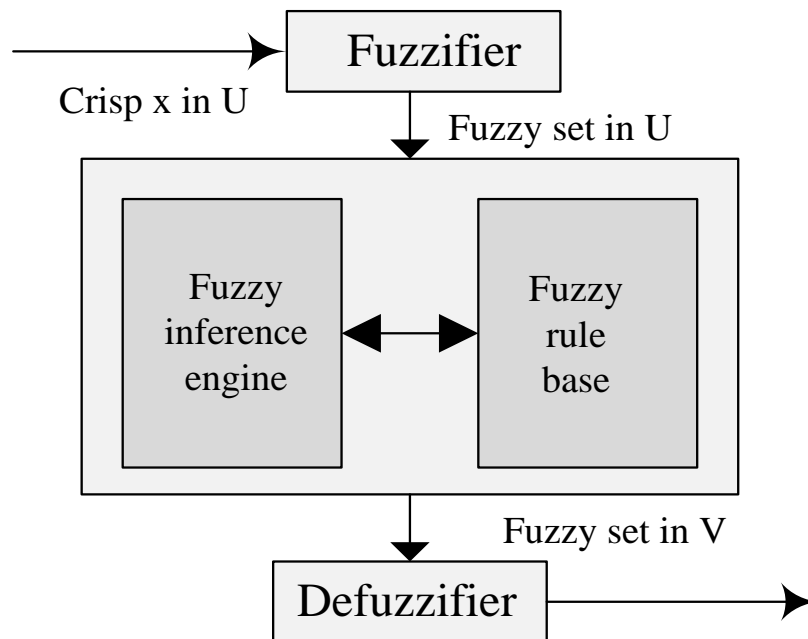 Fuzzifier
Crisp x in U
Fuzzy set in U
Fuzzy
inference
engine
Fuzzy
rule
base
Fuzzy set in V
Defuzzifier